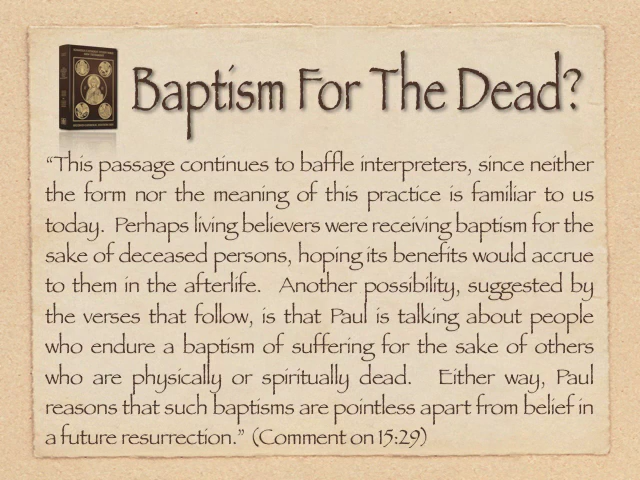 Baptism For The Dead?
“This passage continues to baffle interpreters, since neither
the form nor the meaning of this practice is familiar to us
today. Perhaps living believers were receiving baptism for the
sake of deceased persons, hoping its benefits would accrue
to them in the afterlife. Another possibility, suggested by
the verses that follow, is that Paul is talking about people
who endure a baptism of suffering for the sake of others
who are physically or spiritually dead. Either way, Paul
reasons that such baptisms are pointless apart from belief in
a future resurrection.” (Comment on 15:29)